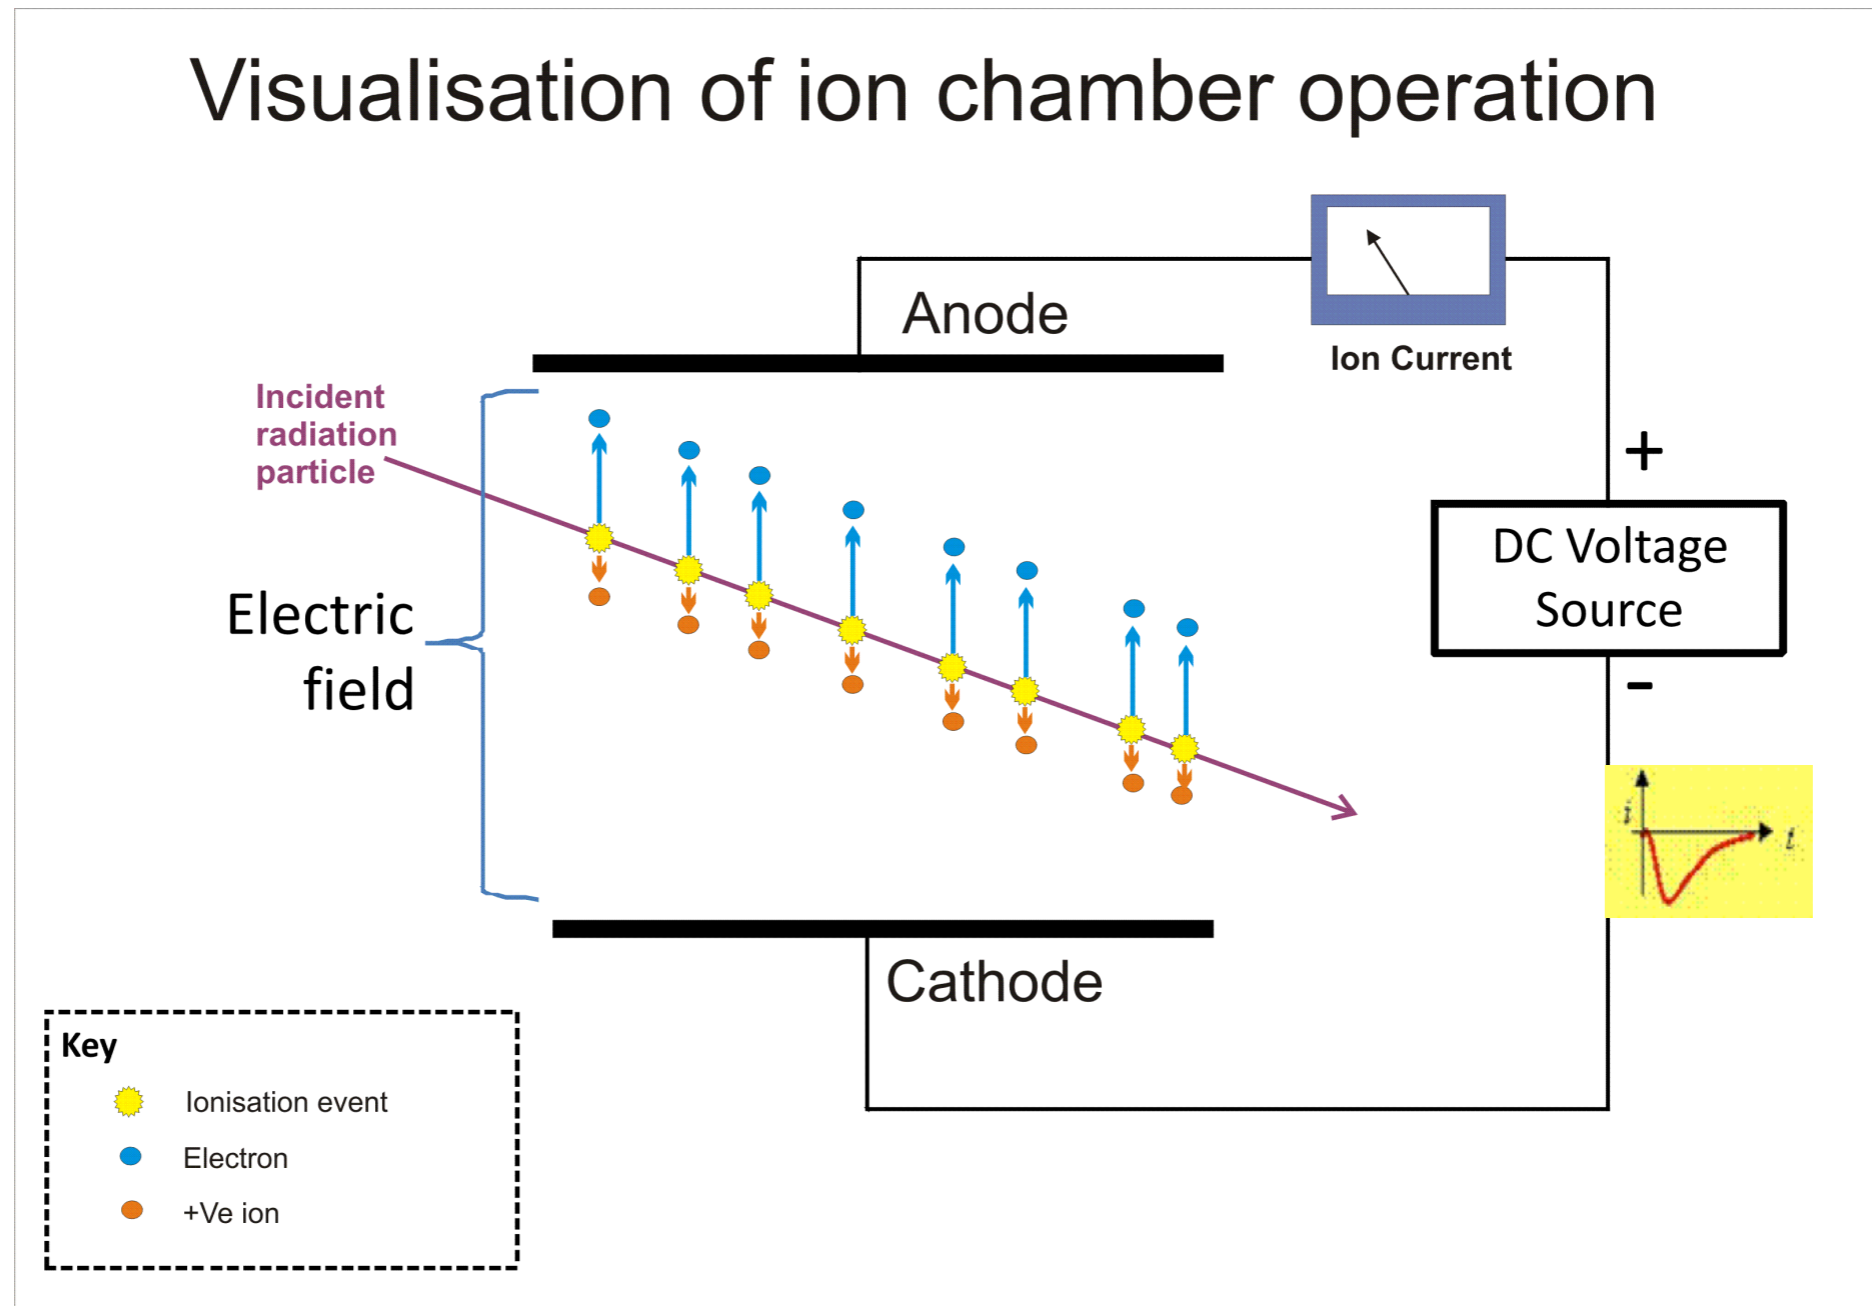 Visualisation of ion chamber operation
Anode
Ion Current
Incident
radiation
particle
+
DC Voltage
Source
-
Electric
field
i
t
Cathode
Key
Ionisation event
Electron
+Ve ion